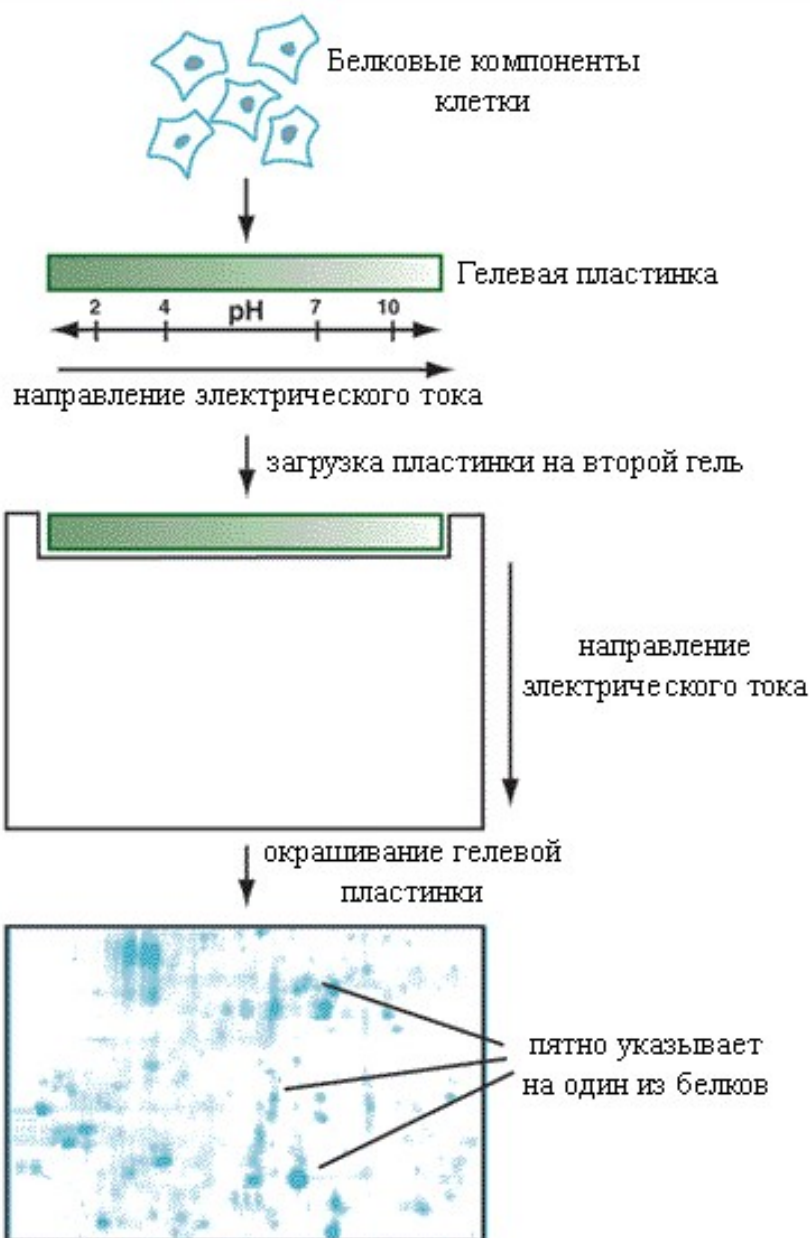 Белковые компоненты
клетки
Гелевая пластинка
2 4 pH 7 10
направление электрического тока
загрузка пластинки на второй гель
направление
электрического тока
окрашивание гелевой
пластинки
пятно указывает
на один из белков